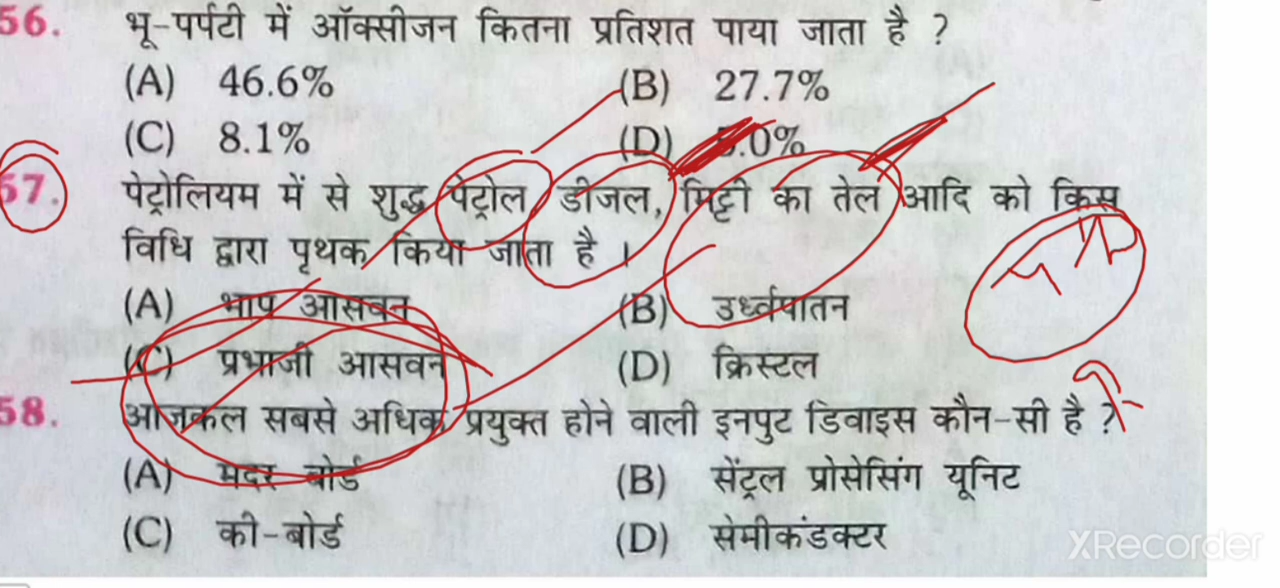 56. भू-पर्पटी में ऑक्सीजन कितना प्रतिशत पाया जाता है ?
(A) 46.6% (B) 27.7%
(C) 8.1% (D) .0%
57. पेट्रोलियम में से शुद्ध पेट्रोल, डीजल, मिट्टी का तेल आदि को किस
विधि द्वारा पृथक किया जाता है ।
(A) भाप आसवन (B) उर्ध्वपातन
(C) प्रभाजी आसवन (D) क्रिस्टल
58. आजकल सबसे अधिक प्रयुक्त होने वाली इनपुट डिवाइस कौन-सी है ?
(A) मदर बोर्ड (B) सेंट्रल प्रोसेसिंग यूनिट
(C) की-बोर्ड (D) सेमीकंडक्टर
XRecorder